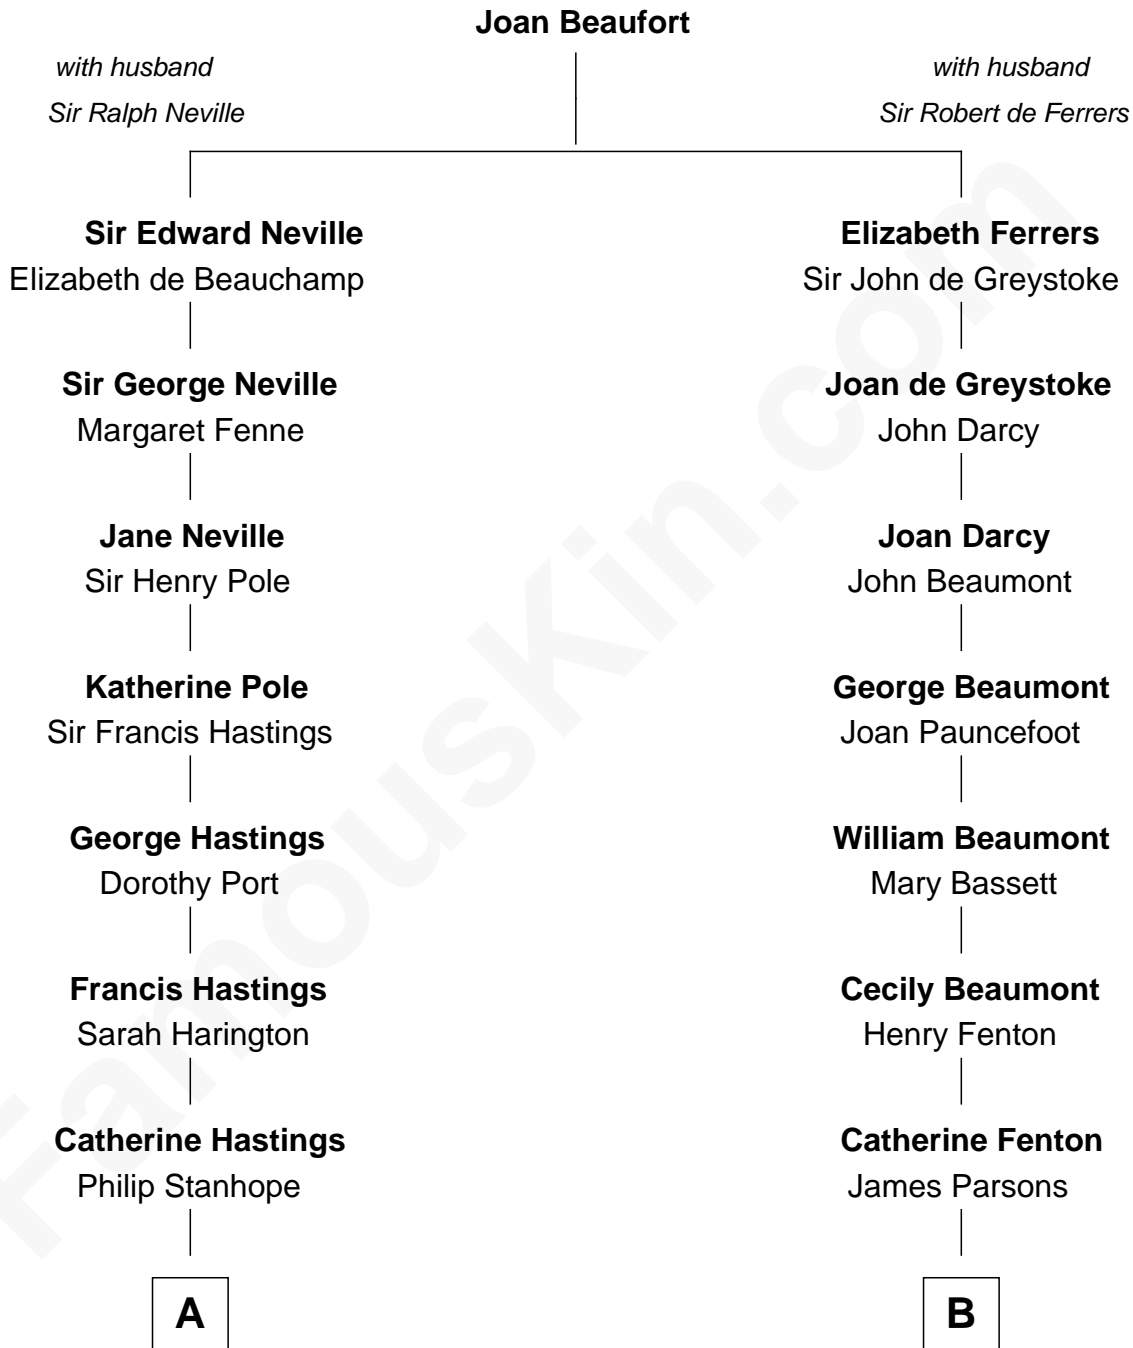 Joan Beaufort
with husband
Sir Ralph Neville
with husband
Sir Robert de Ferrers
Sir Edward Neville
Elizabeth de Beauchamp
Elizabeth Ferrers
Sir John de Greystoke
Sir George Neville
Margaret Fenne
Joan de Greystoke
John Darcy
Jane Neville
Sir Henry Pole
Joan Darcy
John Beaumont
Katherine Pole
Sir Francis Hastings
George Beaumont
Joan Pauncefoot
George Hastings
Dorothy Port
William Beaumont
Mary Bassett
Francis Hastings
Sarah Harington
Cecily Beaumont
Henry Fenton
Catherine Hastings
Philip Stanhope
Catherine Fenton
James Parsons
A
B
FamousKin.com